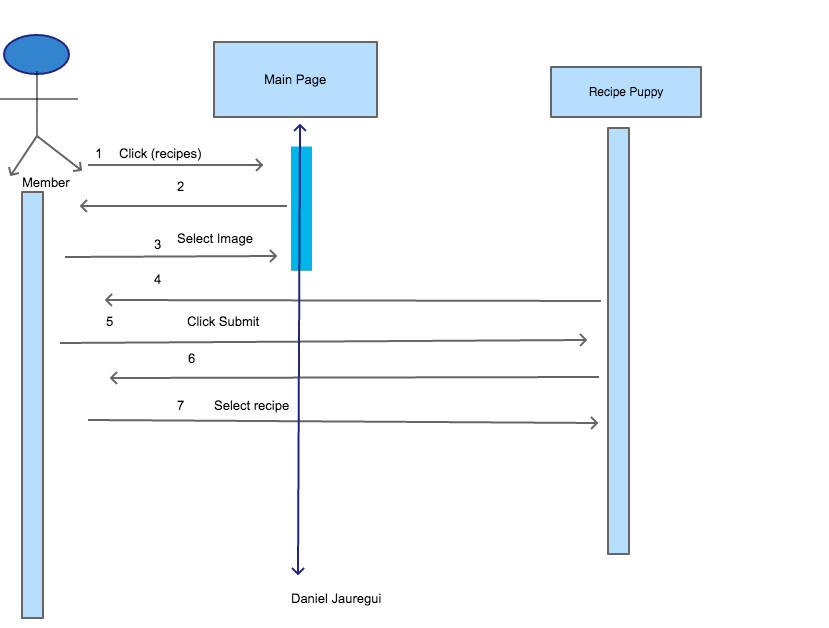 Main Page
Recipe Puppy
1 Click (recipes)
Member
2
3 Select Image
4
5 Click Submit
6
7 Select recipe
Daniel Jauregui